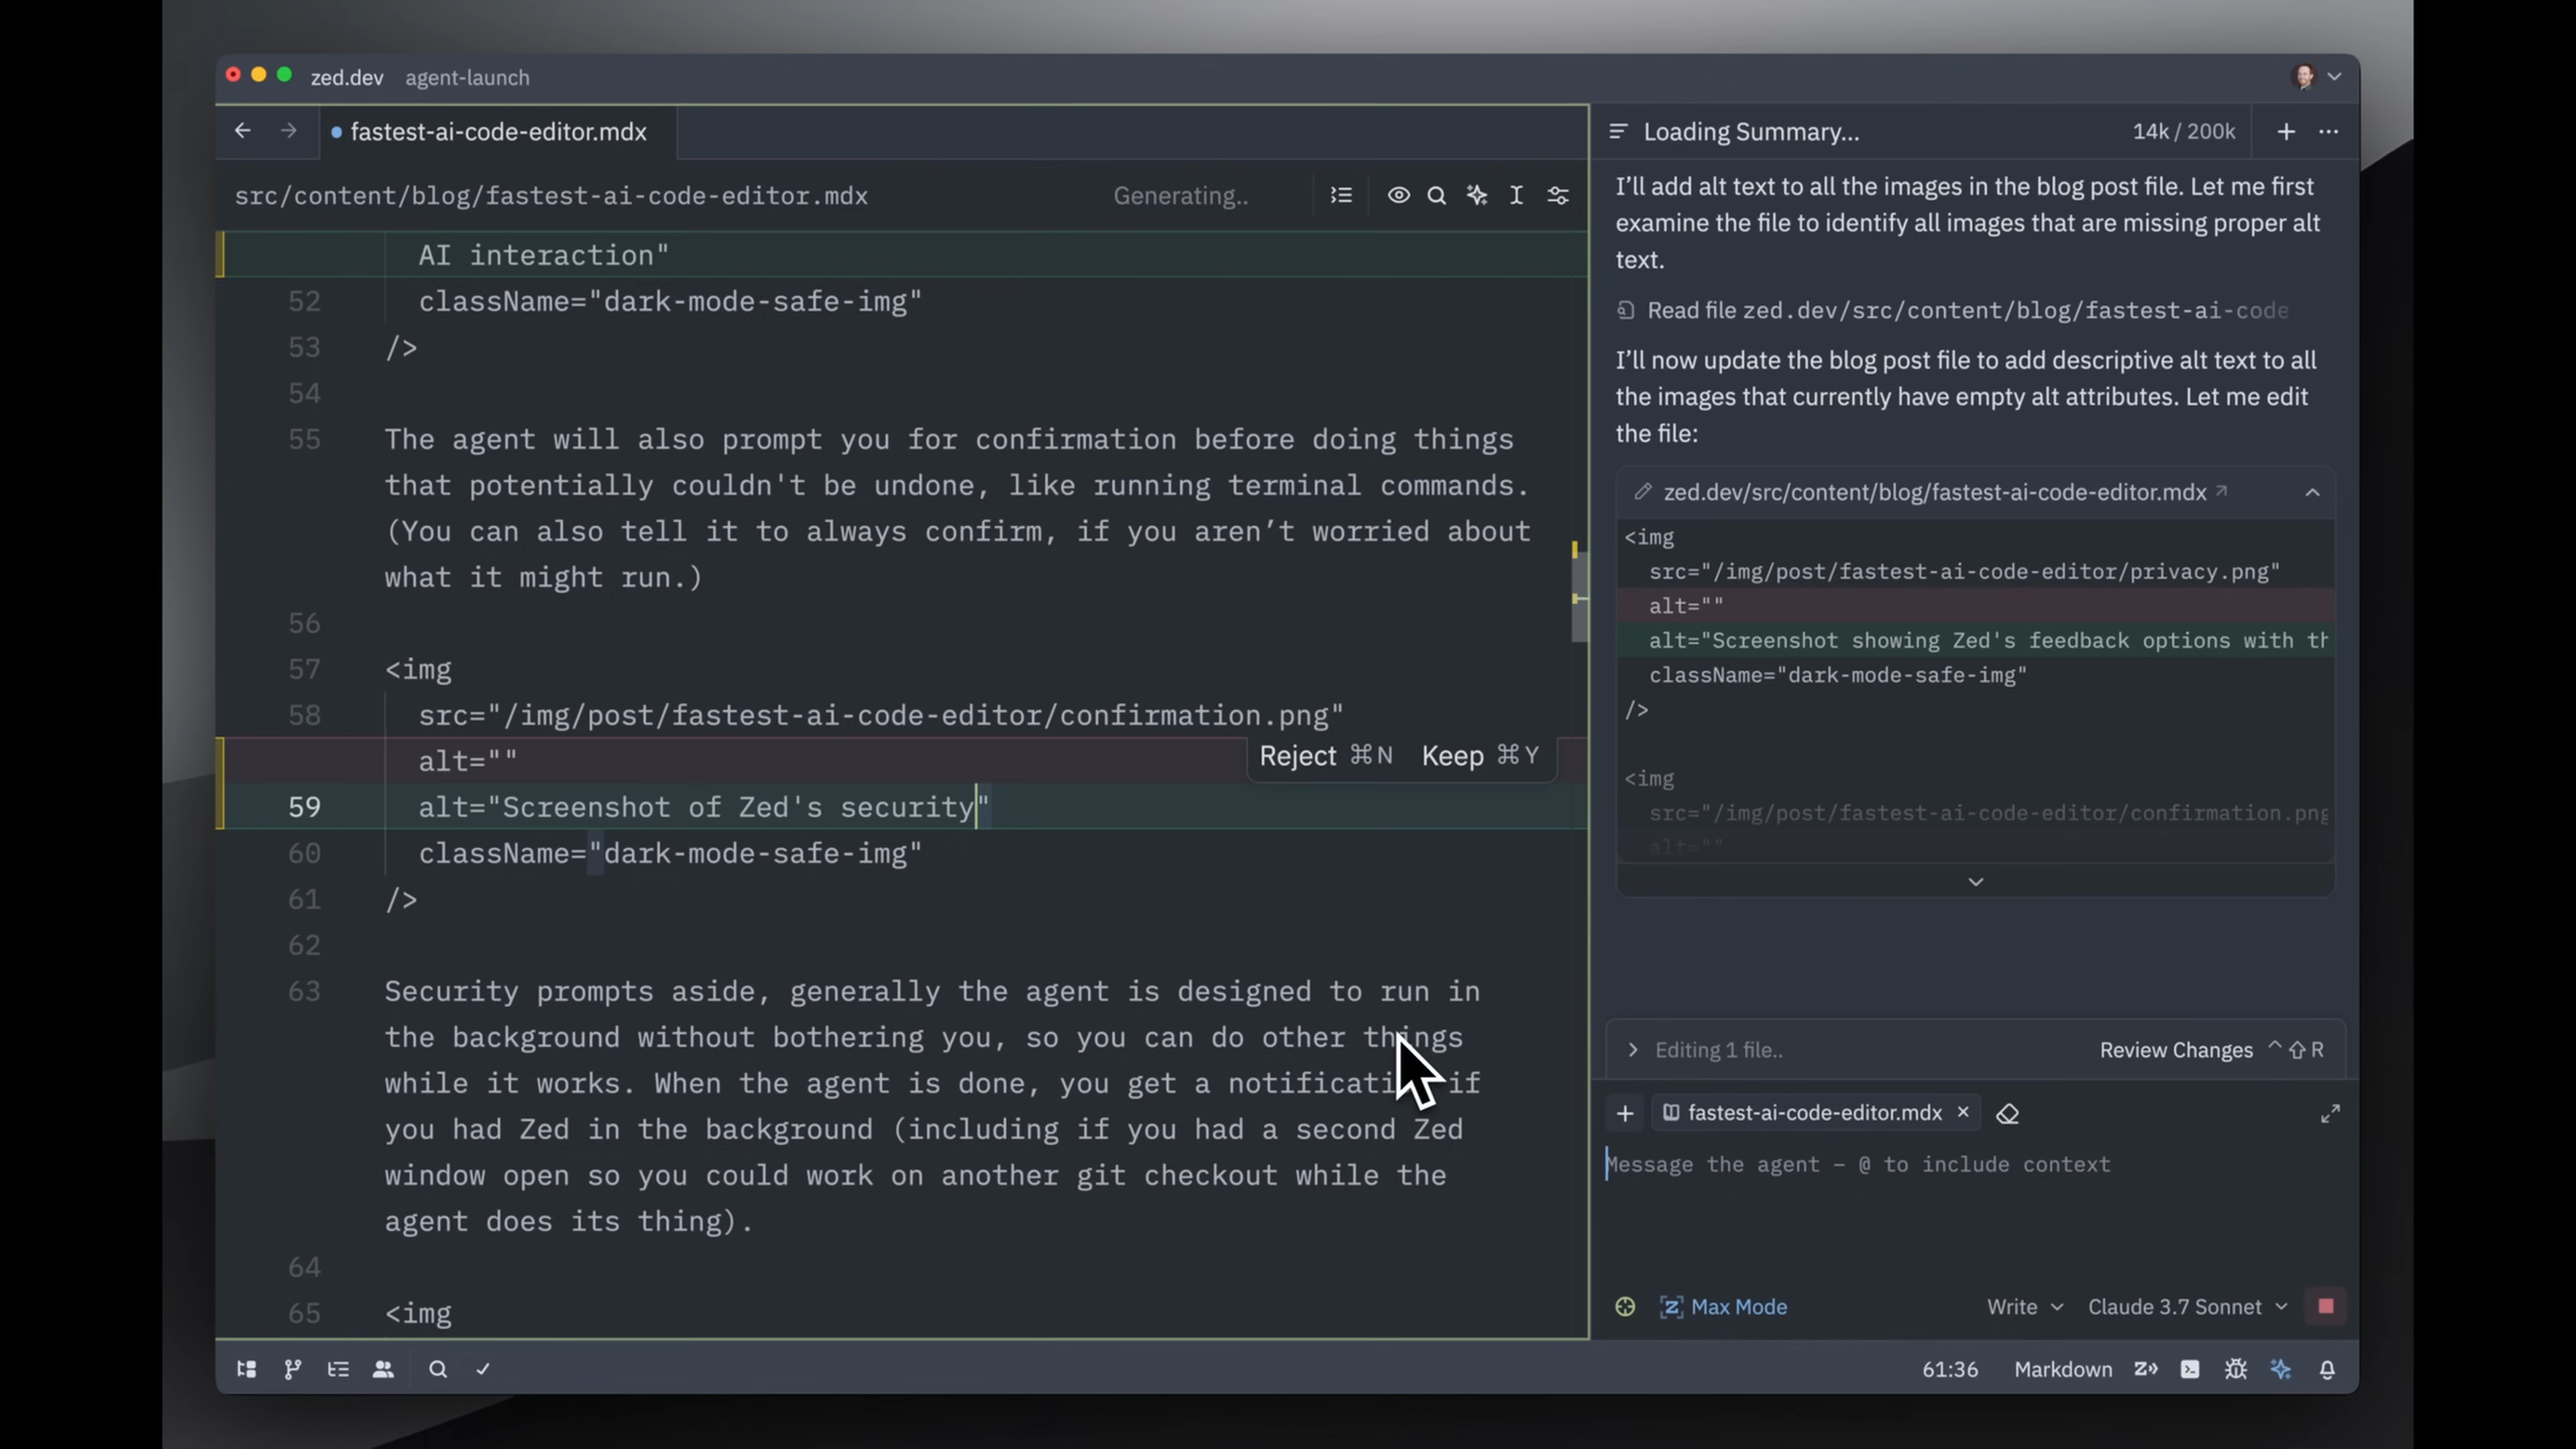 zed.dev agent-launch
fastest-ai-code-editor.mdx
src/content/blog/fastest-ai-code-editor.mdx Generating..
AI interaction"
52 className="dark-mode-safe-img"
53 />
54
55 The agent will also prompt you for confirmation before doing things
that potentially couldn't be undone, like running terminal commands.
(You can also tell it to always confirm, if you aren’t worried about
what it might run.)
56
57 <img
58 src="/img/post/fastest-ai-code-editor/confirmation.png"
alt=""
Reject ⌘N Keep ⌘Y
59 alt="Screenshot of Zed's security"
60 className="dark-mode-safe-img"
61 />
62
63 Security prompts aside, generally the agent is designed to run in
the background without bothering you, so you can do other things
while it works. When the agent is done, you get a notificati if
you had Zed in the background (including if you had a second Zed
window open so you could work on another git checkout while the
agent does its thing).
64
65 <img
Loading Summary... 14k / 200k
I’ll add alt text to all the images in the blog post file. Let me first
examine the file to identify all images that are missing proper alt
text.
Read file zed.dev/src/content/blog/fastest-ai-code
I’ll now update the blog post file to add descriptive alt text to all
the images that currently have empty alt attributes. Let me edit
the file:
zed.dev/src/content/blog/fastest-ai-code-editor.mdx
<img
src="/img/post/fastest-ai-code-editor/privacy.png"
alt=""
alt="Screenshot showing Zed's feedback options with th
className="dark-mode-safe-img"
/>
<img
src="/img/post/fastest-ai-code-editor/confirmation.png
alt=""
Editing 1 file.. Review Changes ⌃⇧R
fastest-ai-code-editor.mdx
Message the agent – @ to include context
Max Mode Write Claude 3.7 Sonnet
61:36 Markdown